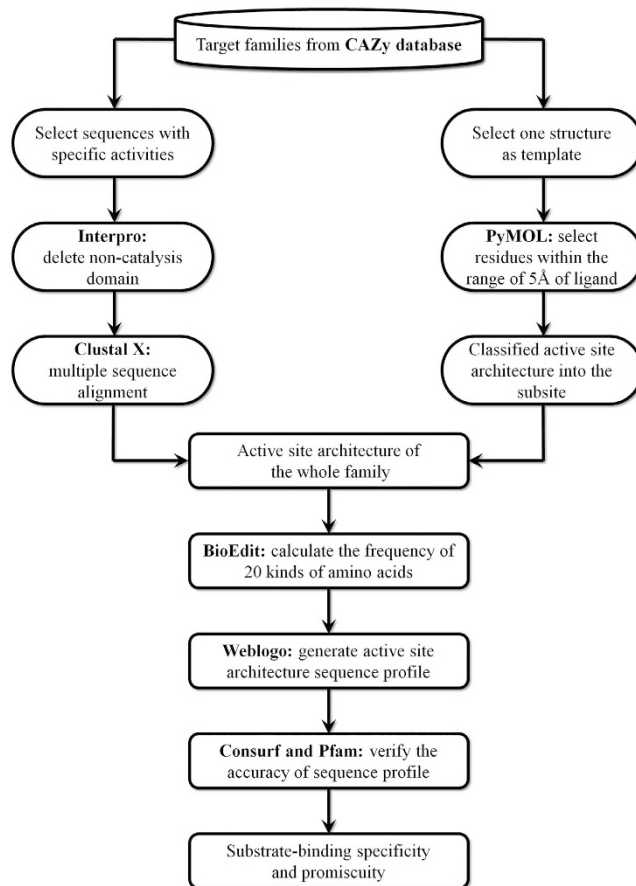 Target families from CAZy database
Select sequences with
specific activities
Select one structure
as template
Interpro:
delete non-catalysis
domain
PyMOL: select
residues within the
range of 5Å of ligand
Clustal X:
multiple sequence
alignment
Classified active site
architecture into the
subsite
Active site architecture of
the whole family
BioEdit: calculate the frequency of
20 kinds of amino acids
Weblogo: generate active site
architecture sequence profile
Consurf and Pfam: verify the
accuracy of sequence profile
Substrate-binding specificity
and promiscuity